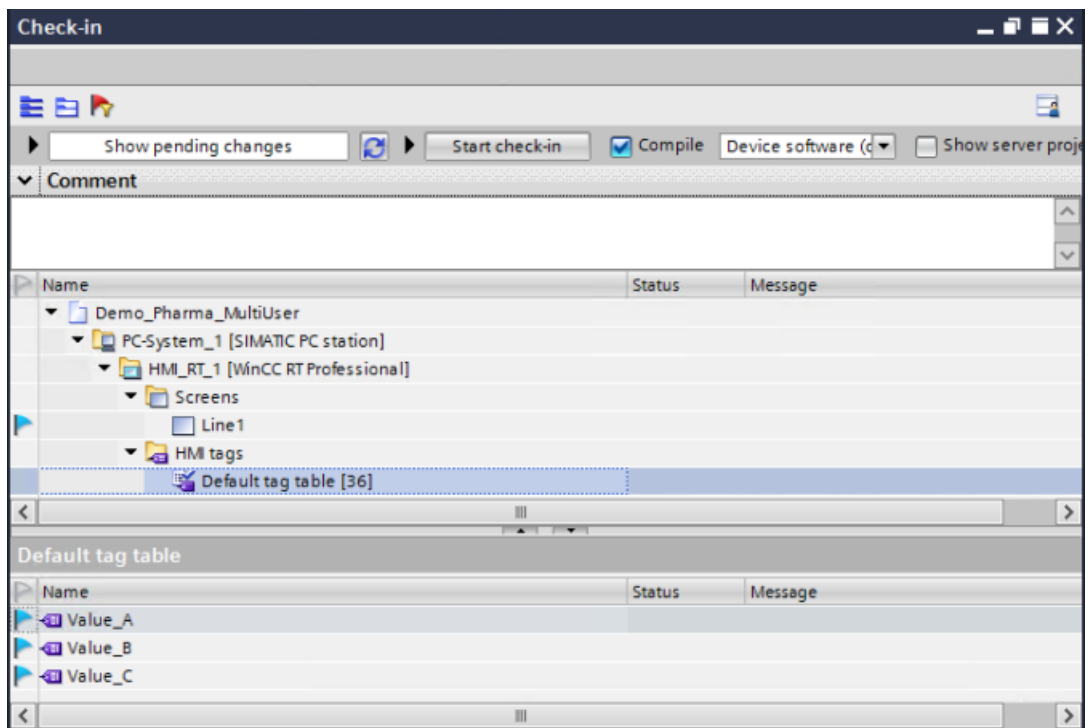 Check-in
Show pending changes Start check-in Compile Device software (c Show server proje
Comment
Name Status Message
Demo_Pharma_MultiUser
PC-System_1 [SIMATIC PC station]
HMI_RT_1 [WinCC RT Professional]
Screens
Line1
HMI tags
Default tag table [36]
Default tag table
Name Status Message
Value_A
Value_B
Value_C